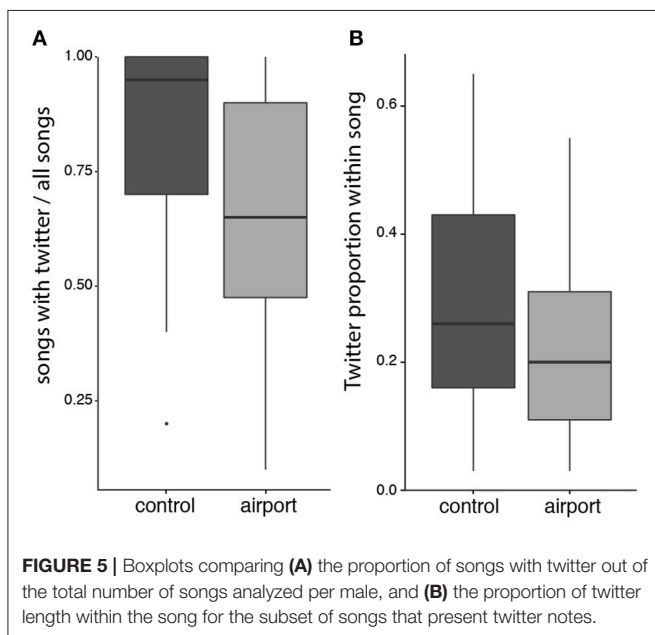 A
songs with twitter / all songs
1.00
0.75
0.50
0.25
control
airport
B
Twitter proportion within song
0.6
0.4
0.2
0.0
control
airport
FIGURE 5 | Boxplots comparing (A) the proportion of songs with twitter out of
the total number of songs analyzed per male, and (B) the proportion of twitter
length within the song for the subset of songs that present twitter notes.